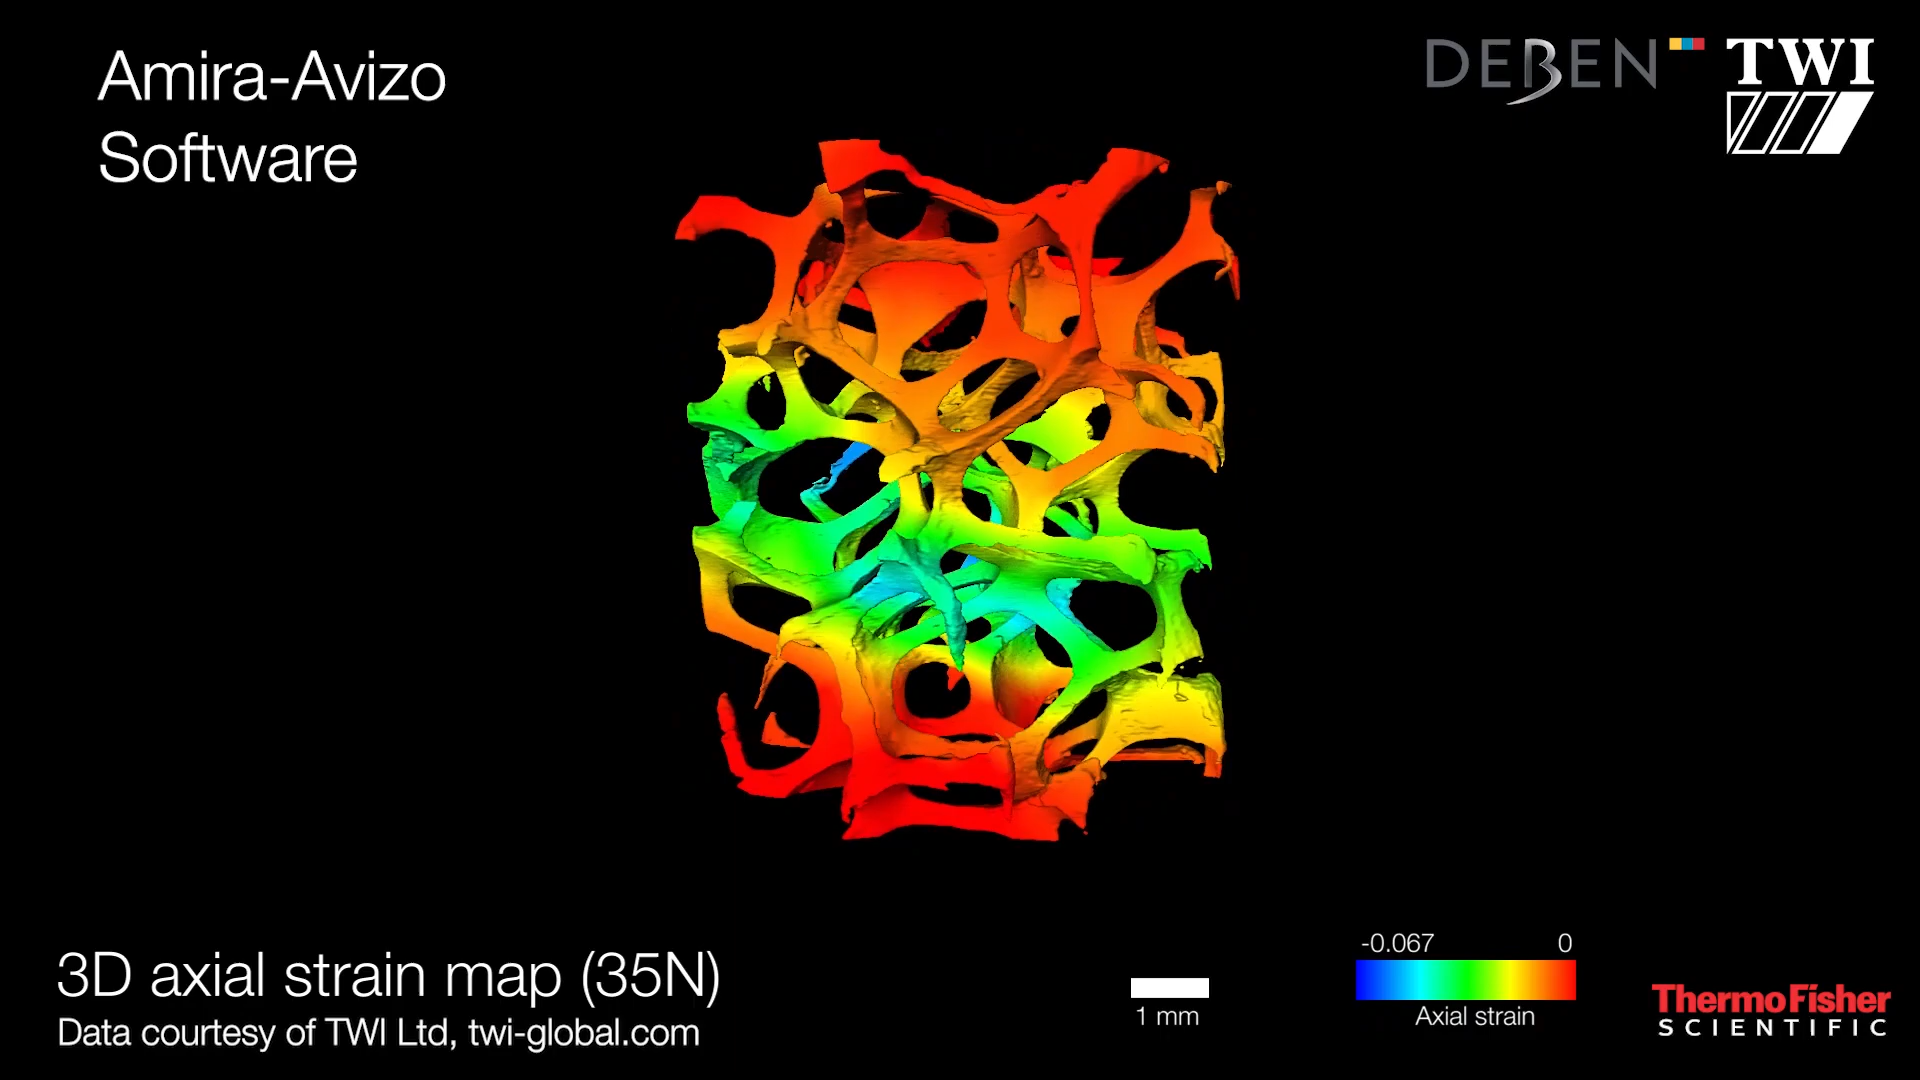 Amira-Avizo
Software
DEBEN
TWI
3D axial strain map (35N)
Data courtesy of TWI Ltd, twi-global.com
1 mm
-0.067 0
Axial strain
ThermoFisher
SCIENTIFIC